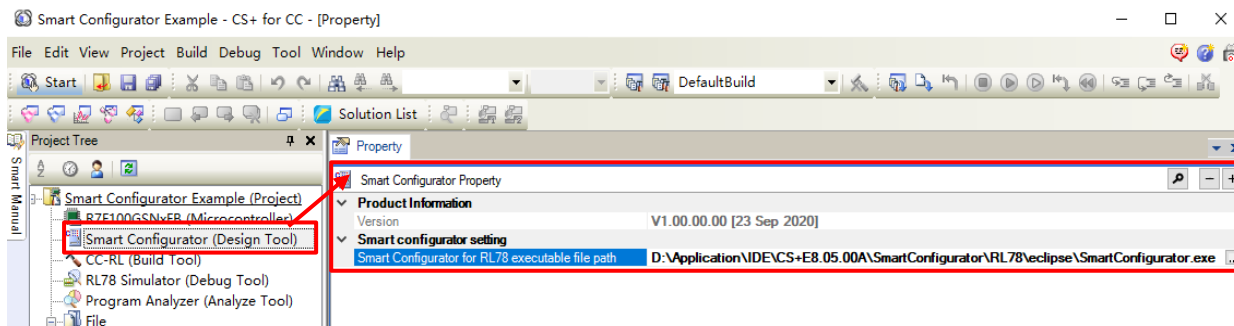 Smart Configurator Example - CS+ for CC - [Property]
File Edit View Project Build Debug Tool Window Help
Start
DefaultBuild
Solution List
Project Tree
Property
Smart Manual
Smart Configurator Property
Smart Configurator Example (Project)
Product Information
R7F100GSNxFB (Microcontroller)
Version V1.00.00.00 [23 Sep 2020]
Smart Configurator (Design Tool)
Smart configurator setting
CC-RL (Build Tool)
Smart Configurator for RL78 executable file path D:\Application\IDE\CS+E8.05.00A\SmartConfigurator\RL78\eclipse\SmartConfigurator.exe ...
RL78 Simulator (Debug Tool)
Program Analyzer (Analyze Tool)
File